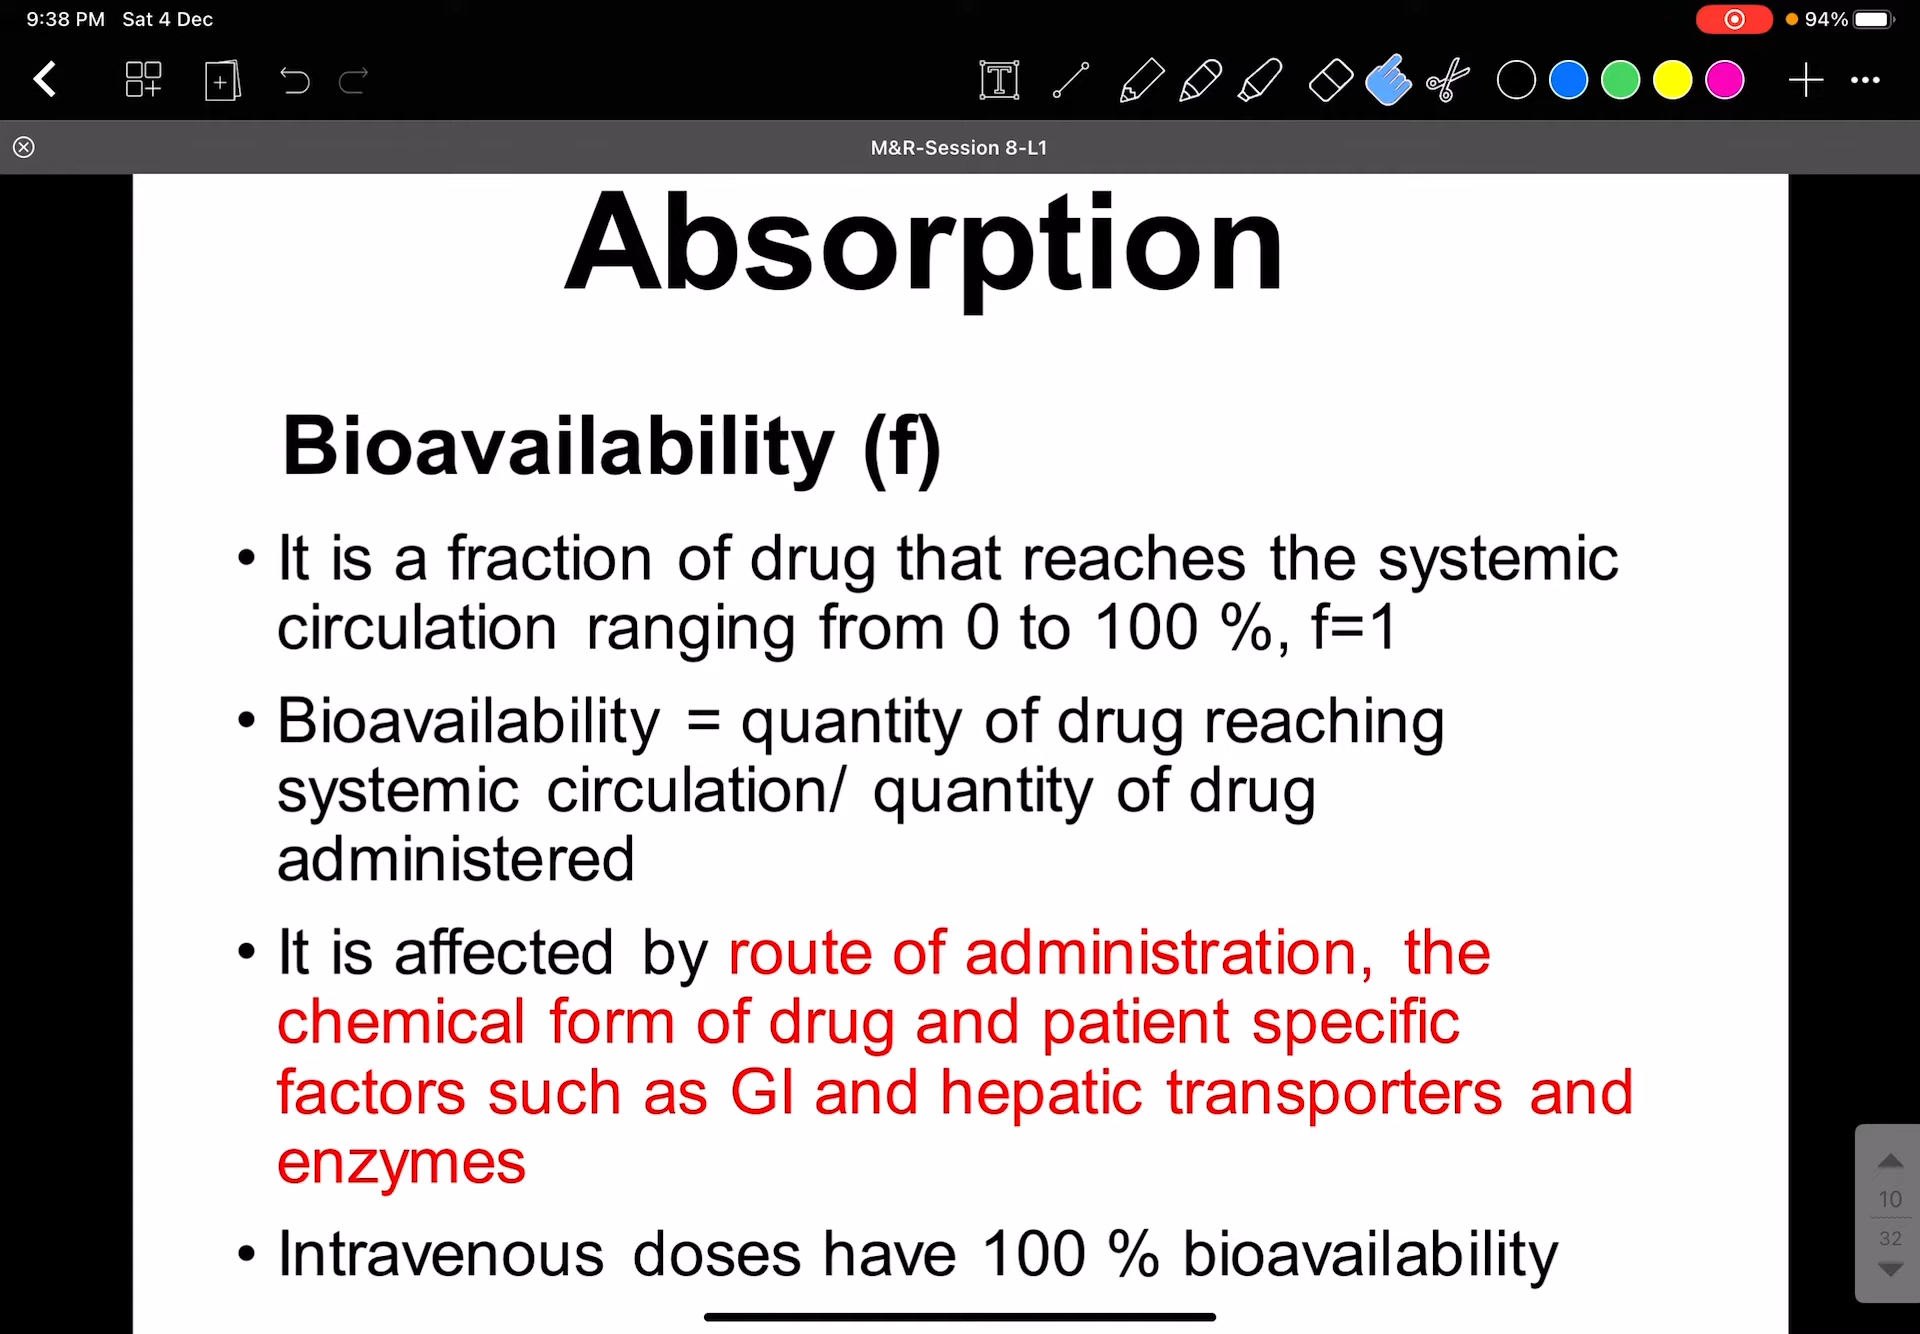 9:38 PM Sat 4 Dec
94%
T
M&R-Session 8-L1
Absorption
Bioavailability (f)
• It is a fraction of drug that reaches the systemic
circulation ranging from 0 to 100 %, f=1
• Bioavailability = quantity of drug reaching
systemic circulation/ quantity of drug
administered
• It is affected by route of administration, the
chemical form of drug and patient specific
factors such as GI and hepatic transporters and
enzymes
• Intravenous doses have 100 % bioavailability
10
32